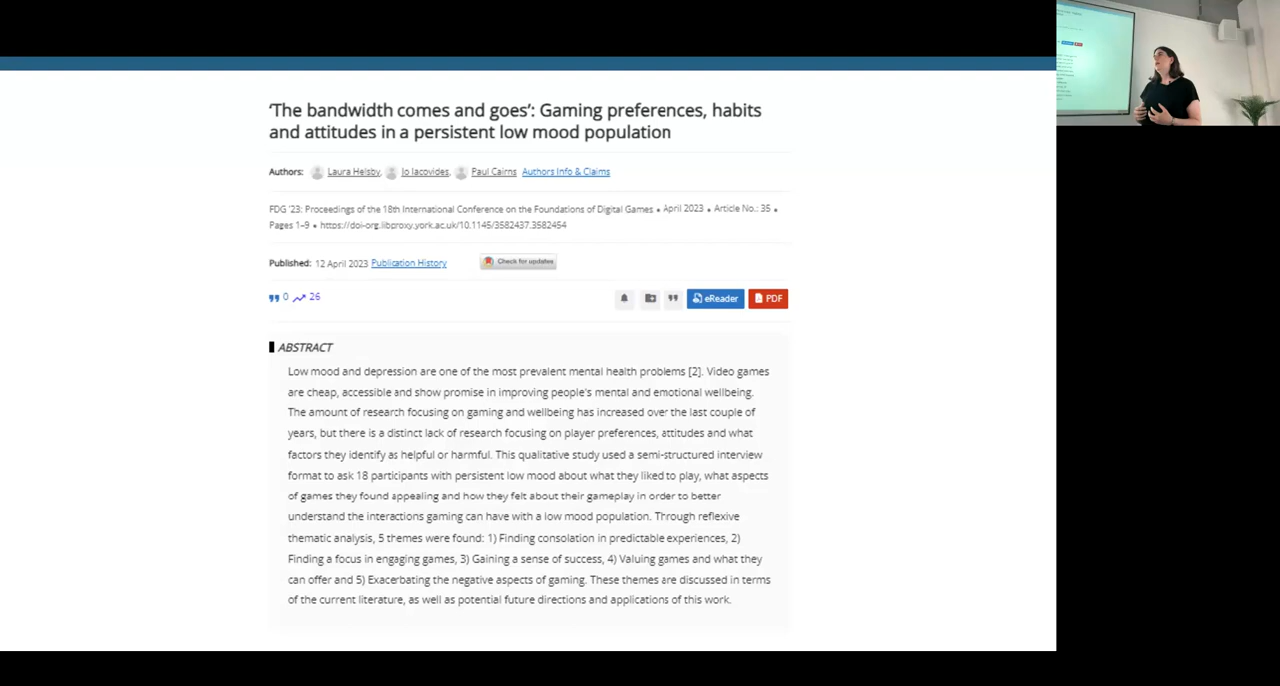 ‘The bandwidth comes and goes’: Gaming preferences, habits
and attitudes in a persistent low mood population
Authors: Laura Helsby, Jo Iacovides, Paul Cairns Authors Info & Claims
FDG '23: Proceedings of the 18th International Conference on the Foundations of Digital Games • April 2023 • Article No.: 35 •
Pages 1–9 • https://doi-org.libproxy.york.ac.uk/10.1145/3582437.3582454
Published: 12 April 2023 Publication History Check for updates
0 26 eReader PDF
ABSTRACT
Low mood and depression are one of the most prevalent mental health problems [2]. Video games
are cheap, accessible and show promise in improving people's mental and emotional wellbeing.
The amount of research focusing on gaming and wellbeing has increased over the last couple of
years, but there is a distinct lack of research focusing on player preferences, attitudes and what
factors they identify as helpful or harmful. This qualitative study used a semi-structured interview
format to ask 18 participants with persistent low mood about what they liked to play, what aspects
of games they found appealing and how they felt about their gameplay in order to better
understand the interactions gaming can have with a low mood population. Through reflexive
thematic analysis, 5 themes were found: 1) Finding consolation in predictable experiences, 2)
Finding a focus in engaging games, 3) Gaining a sense of success, 4) Valuing games and what they
can offer and 5) Exacerbating the negative aspects of gaming. These themes are discussed in terms
of the current literature, as well as potential future directions and applications of this work.